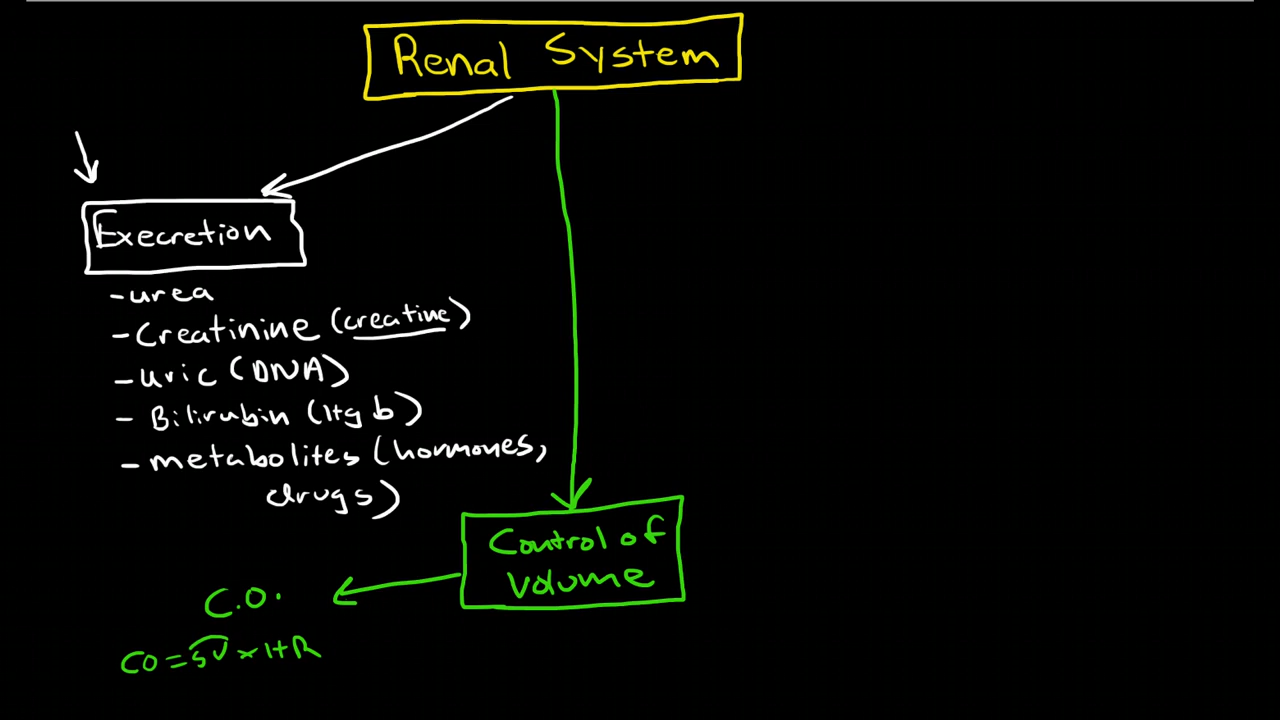 Renal System
Execretion
-urea
-Creatinine (creatine)
-uric (DNA)
- Bilirubin (Hgb)
- metabolites (hormones,
drugs)
Control of
volume
C.O.
CO = SV x HR